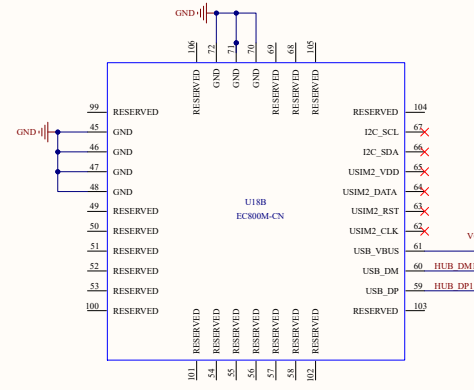 GND
106
72
71
70
69
68
105
RESERVED
GND
GND
GND
RESERVED
RESERVED
RESERVED
99 RESERVED
RESERVED 104
GND 45 GND
I2C_SCL 67
46 GND
I2C_SDA 66
47 GND
USIM2_VDD 65
48 GND
USIM2_DATA 64
49 RESERVED
USIM2_RST 63
50 RESERVED
USIM2_CLK 62
51 RESERVED
USB_VBUS 61
52 RESERVED
USB_DM 60 HUB_DM1
53 RESERVED
USB_DP 59 HUB_DP1
100 RESERVED
RESERVED 103
U18B
EC800M-CN
RESERVED
RESERVED
RESERVED
RESERVED
RESERVED
RESERVED
RESERVED
101
54
55
56
57
58
102